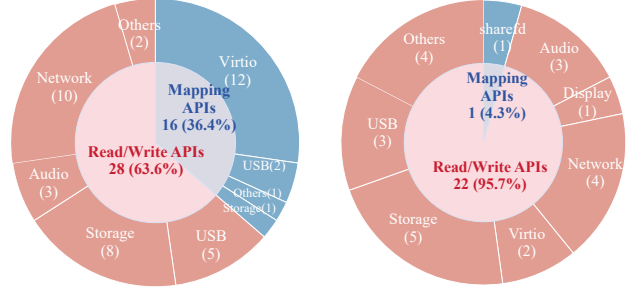 Others
(2)
Virtio
(12)
Network
(10)
Mapping
APIs
16 (36.4%)
Read/Write APIs
28 (63.6%)
USB(2)
Others(1)
Storage(1)
Audio
(3)
Storage
(8)
USB
(5)
sharefd
(1)
Audio
(3)
Others
(4)
Mapping
APIs
1 (4.3%)
Display
(1)
USB
(3)
Read/Write APIs
22 (95.7%)
Network
(4)
Storage
(5)
Virtio
(2)